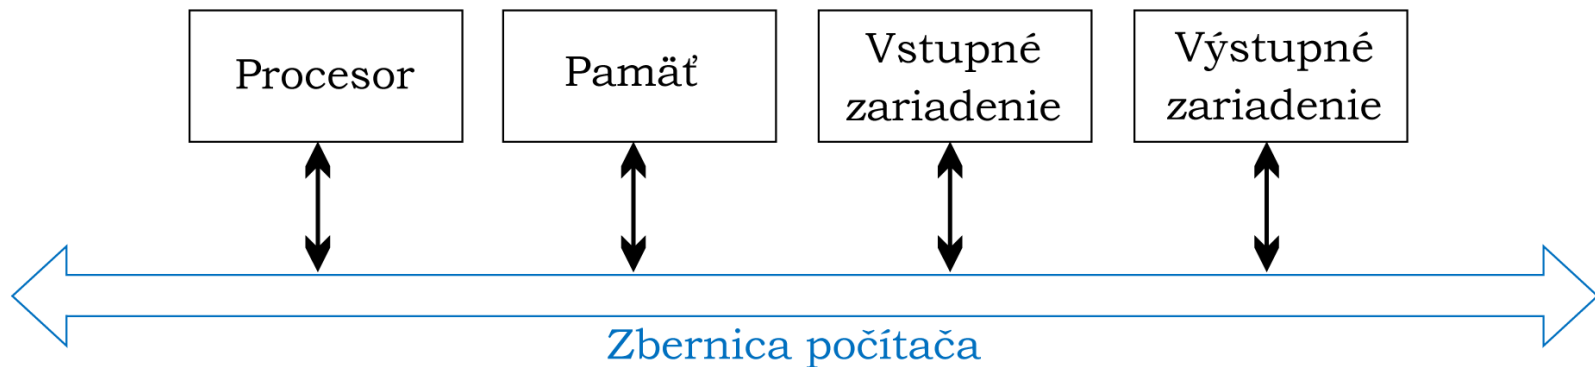 Procesor
Pamäť
Vstupné
zariadenie
Výstupné
zariadenie
Zbernica počítača